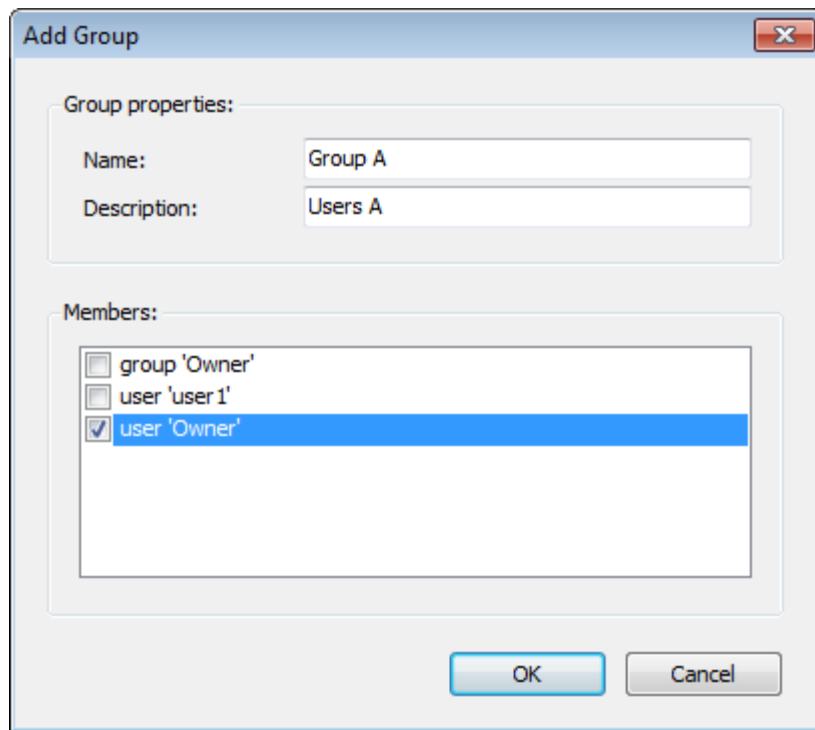 Add Group
Group properties:
Name: Group A
Description: Users A
Members:
group 'Owner'
user 'user1'
user 'Owner'
OK Cancel